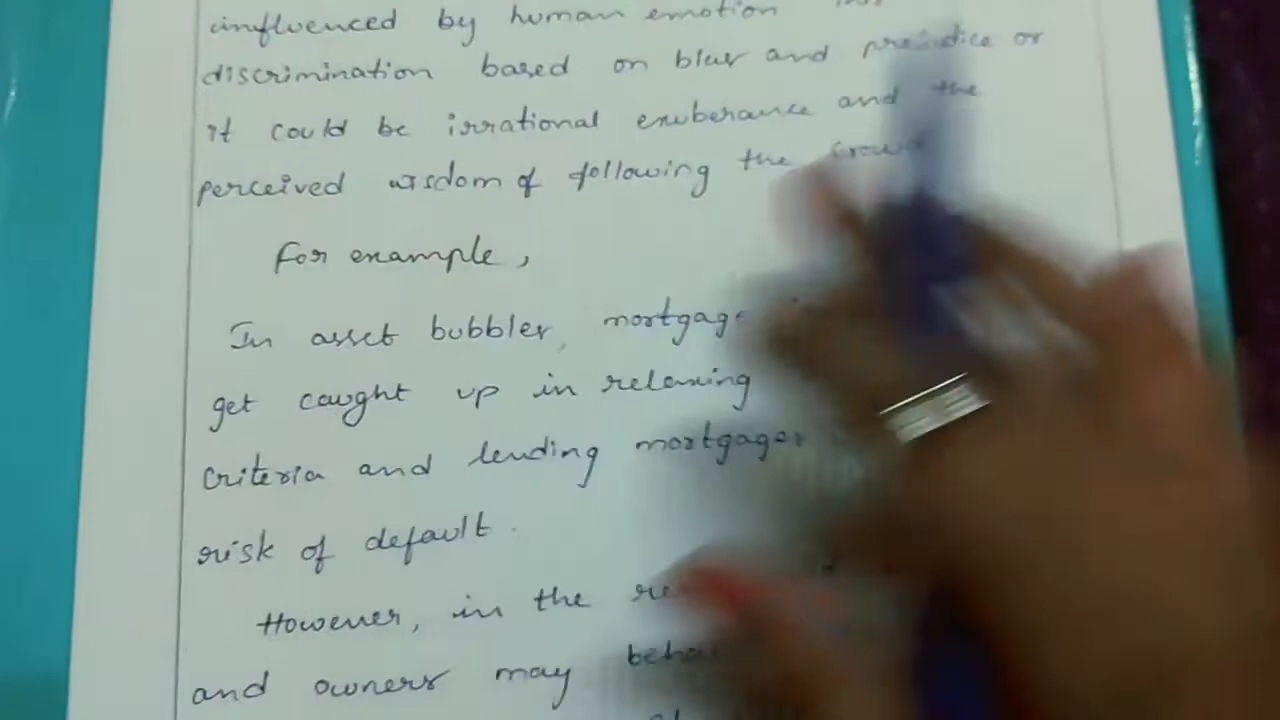 influenced by human emotion
discrimination based on blur and prejudice or
it could be irrational exuberance and the
perceived wisdom of following the crowd
For example,
In asset bubbles, mortgage
get caught up in relaxing
criteria and lending mortgages
risk of default.
However, in the
and owners may